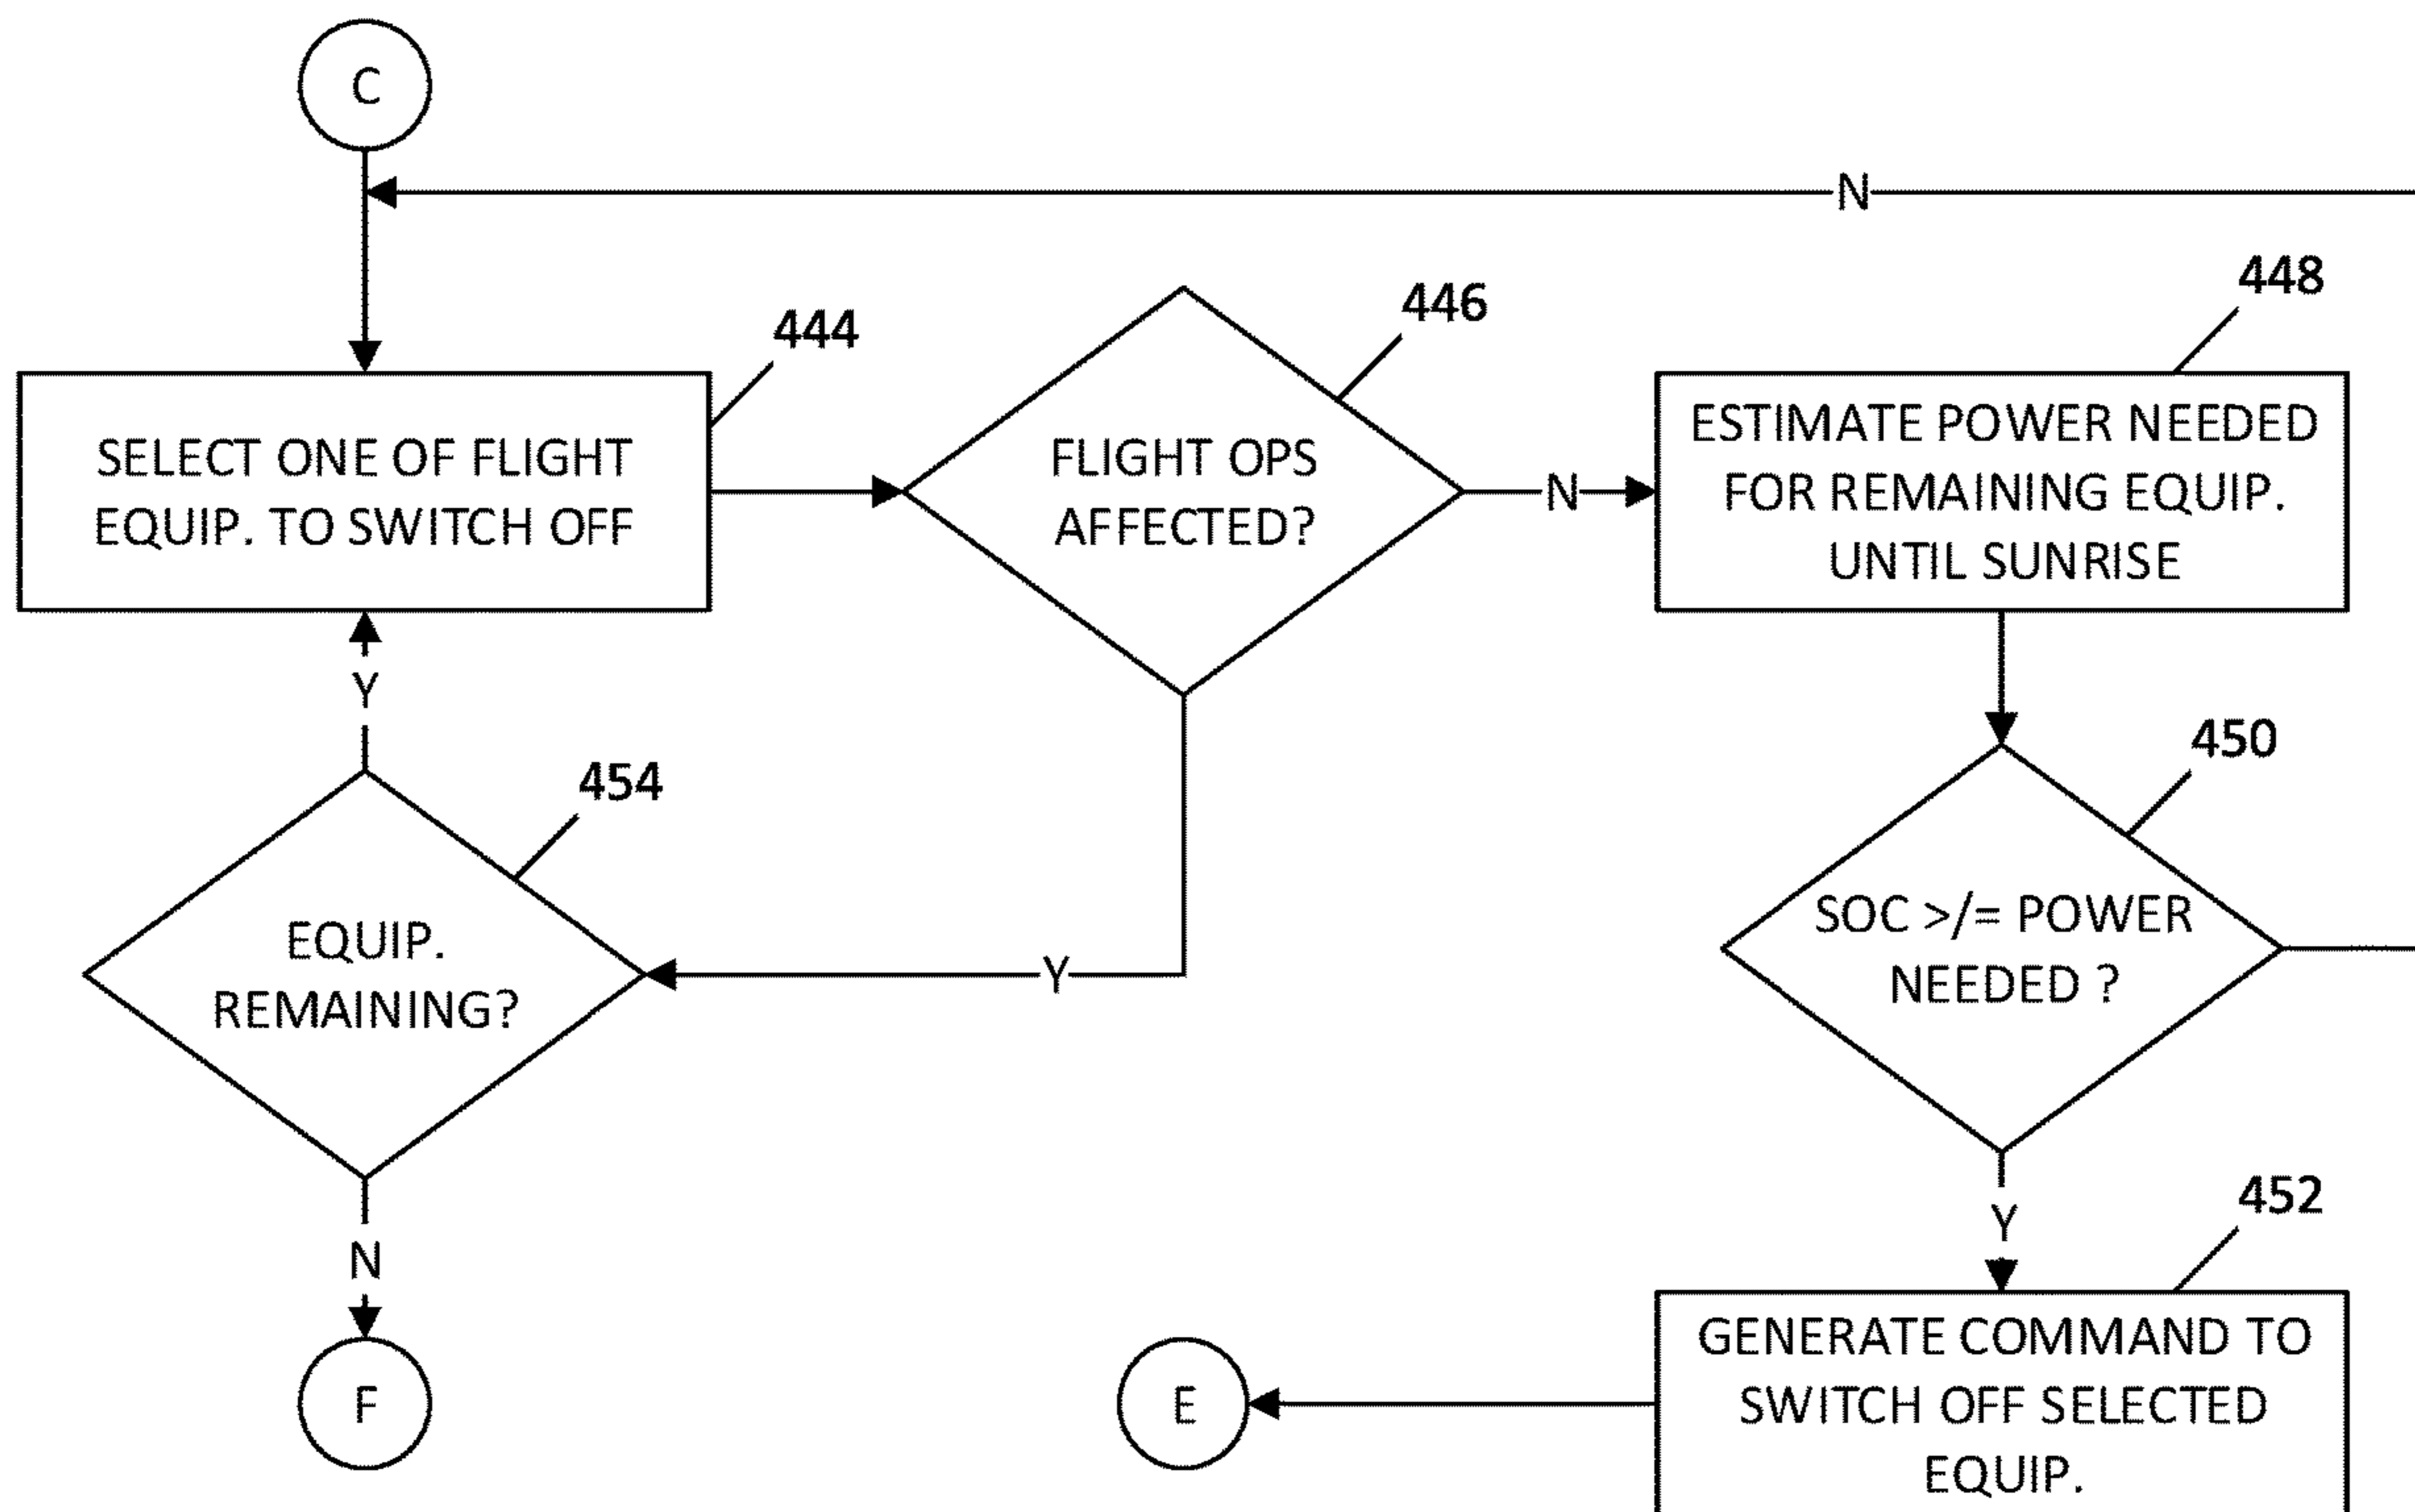 C
N
448
446
444
SELECT ONE OF FLIGHT
EQUIP. TO SWITCH OFF
FLIGHT OPS
AFFECTED?
N
ESTIMATE POWER NEEDED
FOR REMAINING EQUIP.
UNTIL SUNRISE
Y
454
450
EQUIP.
REMAINING?
Y
SOC >/= POWER
NEEDED ?
N
Y
452
F
E
GENERATE COMMAND TO
SWITCH OFF SELECTED
EQUIP.